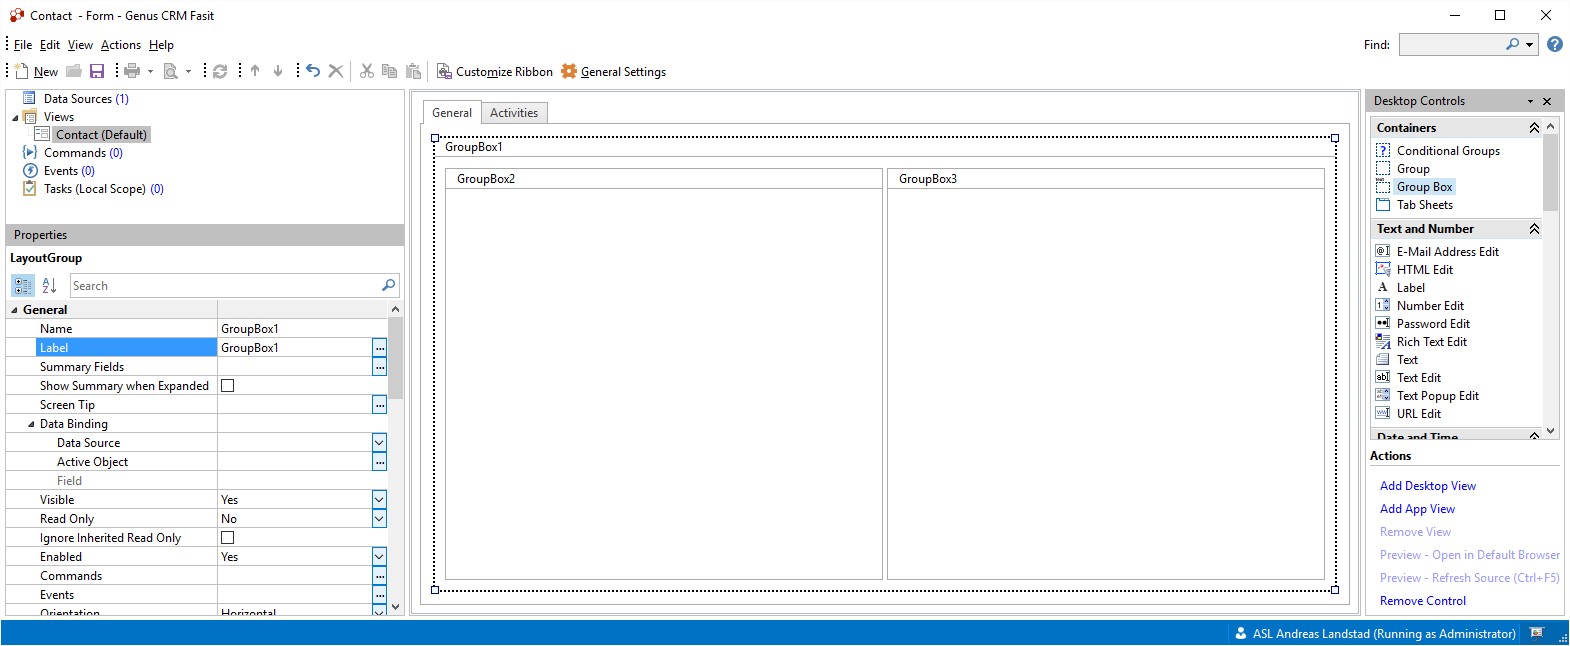 Contact - Form - Genus CRM Fasit
File Edit View Actions Help
Find:
New
Customize Ribbon
General Settings
Data Sources (1)
Views
Contact (Default)
Commands (0)
Events (0)
Tasks (Local Scope) (0)
Properties
LayoutGroup
Search
General
Name GroupBox1
Label GroupBox1
Summary Fields
Show Summary when Expanded
Screen Tip
Data Binding
Data Source
Active Object
Field
Visible Yes
Read Only No
Ignore Inherited Read Only
Enabled Yes
Commands
Events
Orientation Horizontal
General Activities
GroupBox1
GroupBox2 GroupBox3
Desktop Controls
Containers
Conditional Groups
Group
Group Box
Tab Sheets
Text and Number
E-Mail Address Edit
HTML Edit
Label
Number Edit
Password Edit
Rich Text Edit
Text
Text Edit
Text Popup Edit
URL Edit
Date and Time
Actions
Add Desktop View
Add App View
Remove View
Preview - Open in Default Browser
Preview - Refresh Source (Ctrl+F5)
Remove Control
ASL Andreas Landstad (Running as Administrator)